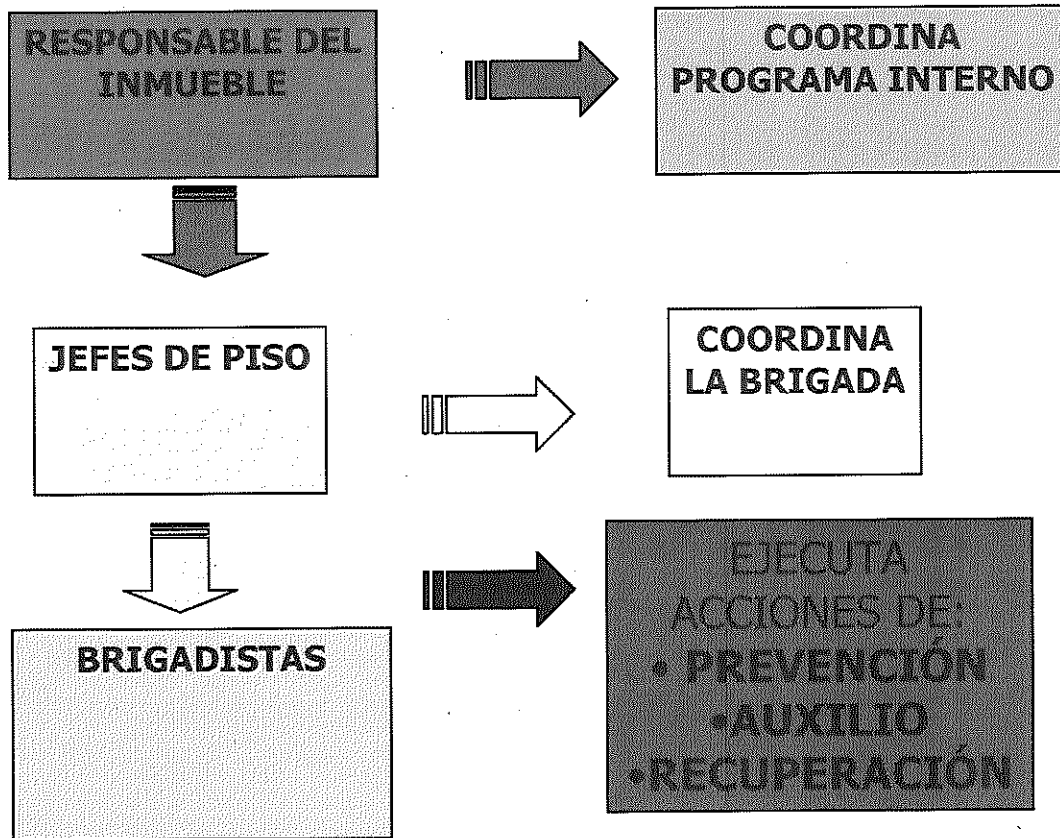 RESPONSABLE DEL
INMUEBLE
COORDINA
PROGRAMA INTERNO
JEFES DE PISO
COORDINA
LA BRIGADA
BRIGADISTAS
EJECUTA
ACCIONES DE:
• PREVENCIÓN
•AUXILIO
•RECUPERACIÓN